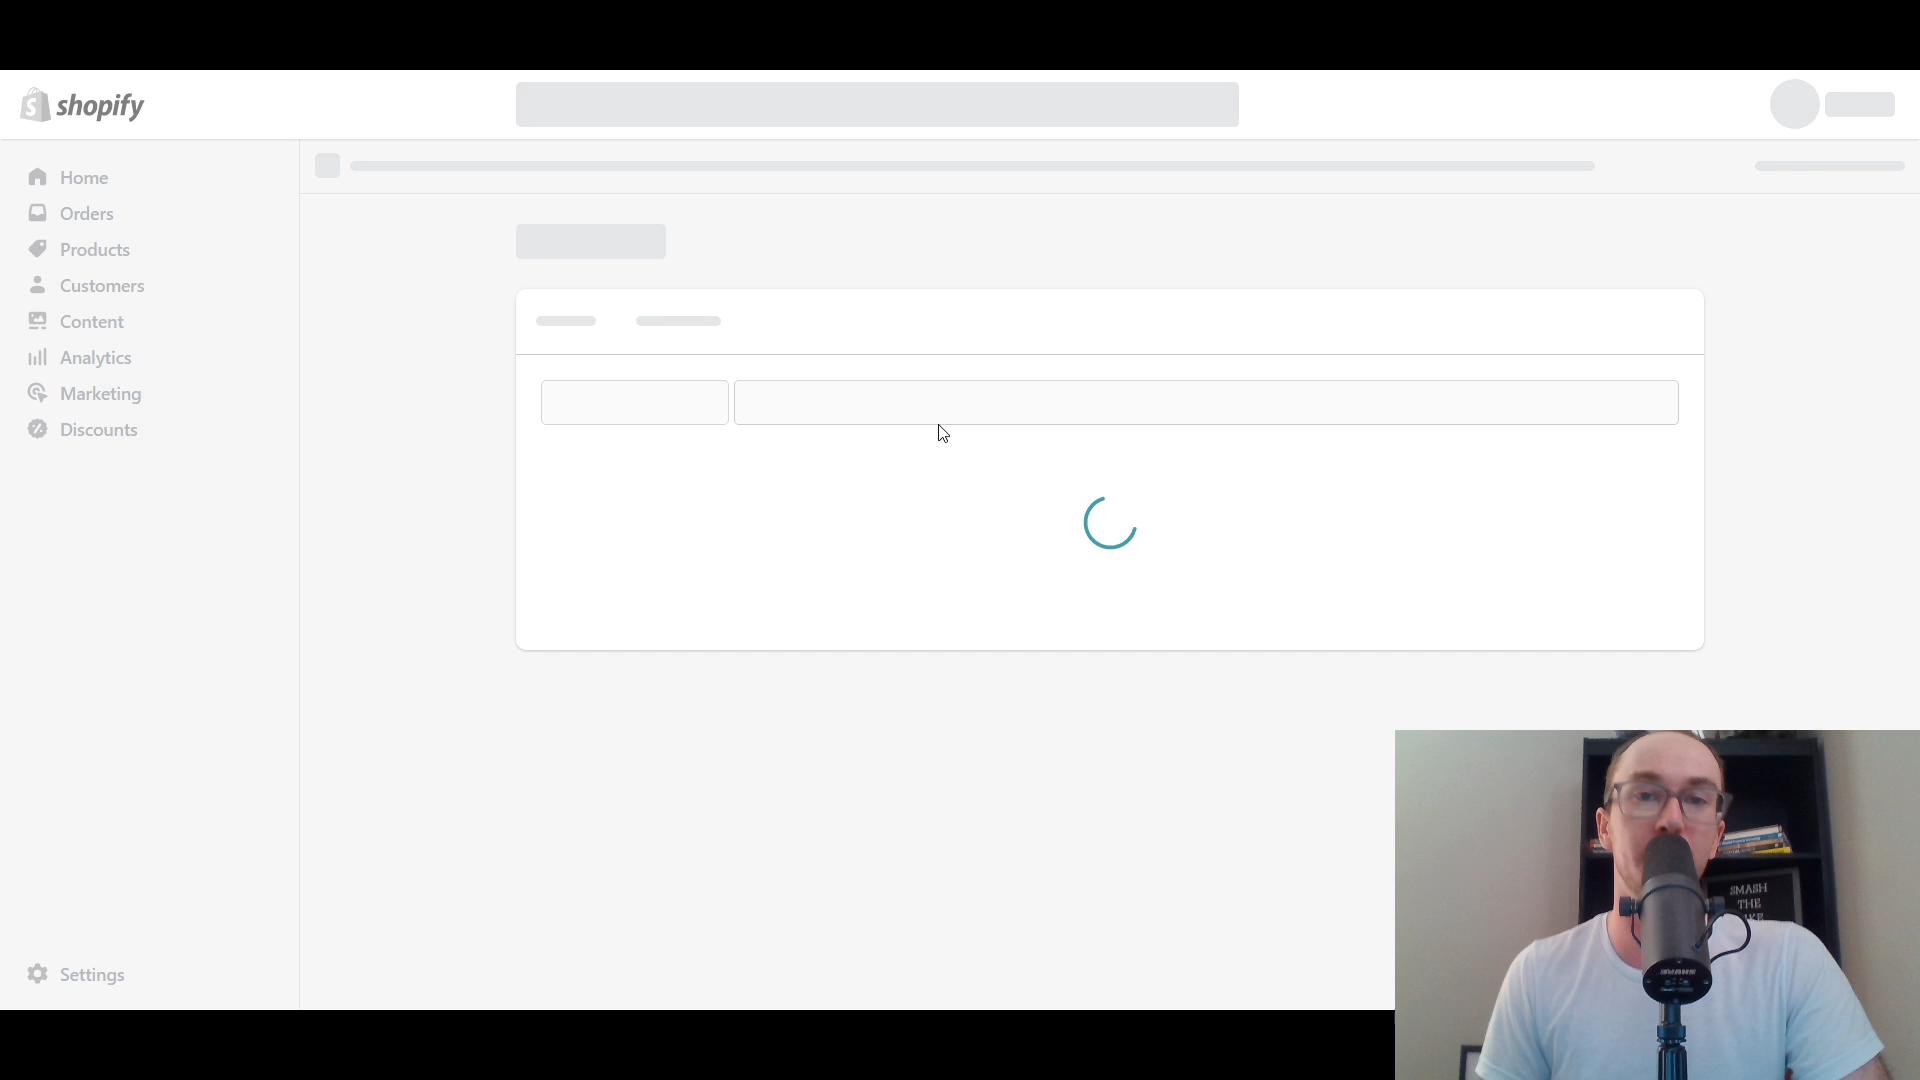 shopify
Home
Orders
Products
Customers
Content
Analytics
Marketing
Discounts
Settings
SMASH
THE